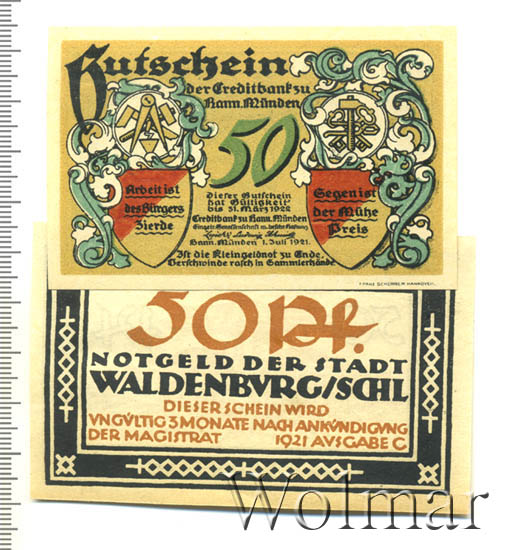 Gutschein
der Creditbank zu
Hann. Münden
50
Arbeit ist
des Bürgers
Zierde
Dieser Gutschein
hat Gültigkeit
bis 31. März 1922
Creditbank zu Hann. Münden
Hann. Münden 1. Juli 1921.
Segen ist
der Mühe
Preis
Ist die Kleingeldnot zu Ende,
Verschwinde rasch in Sammlerhände.
50 Pf.
NOTGELD DER STADT
WALDENBVRG/SCHL
DIESER SCHEIN WIRD
VNGVLTIG 3 MONATE NACH ANKVNDIGVNG
DER MAGISTRAT 1921 AVSGABE C
Wolmar